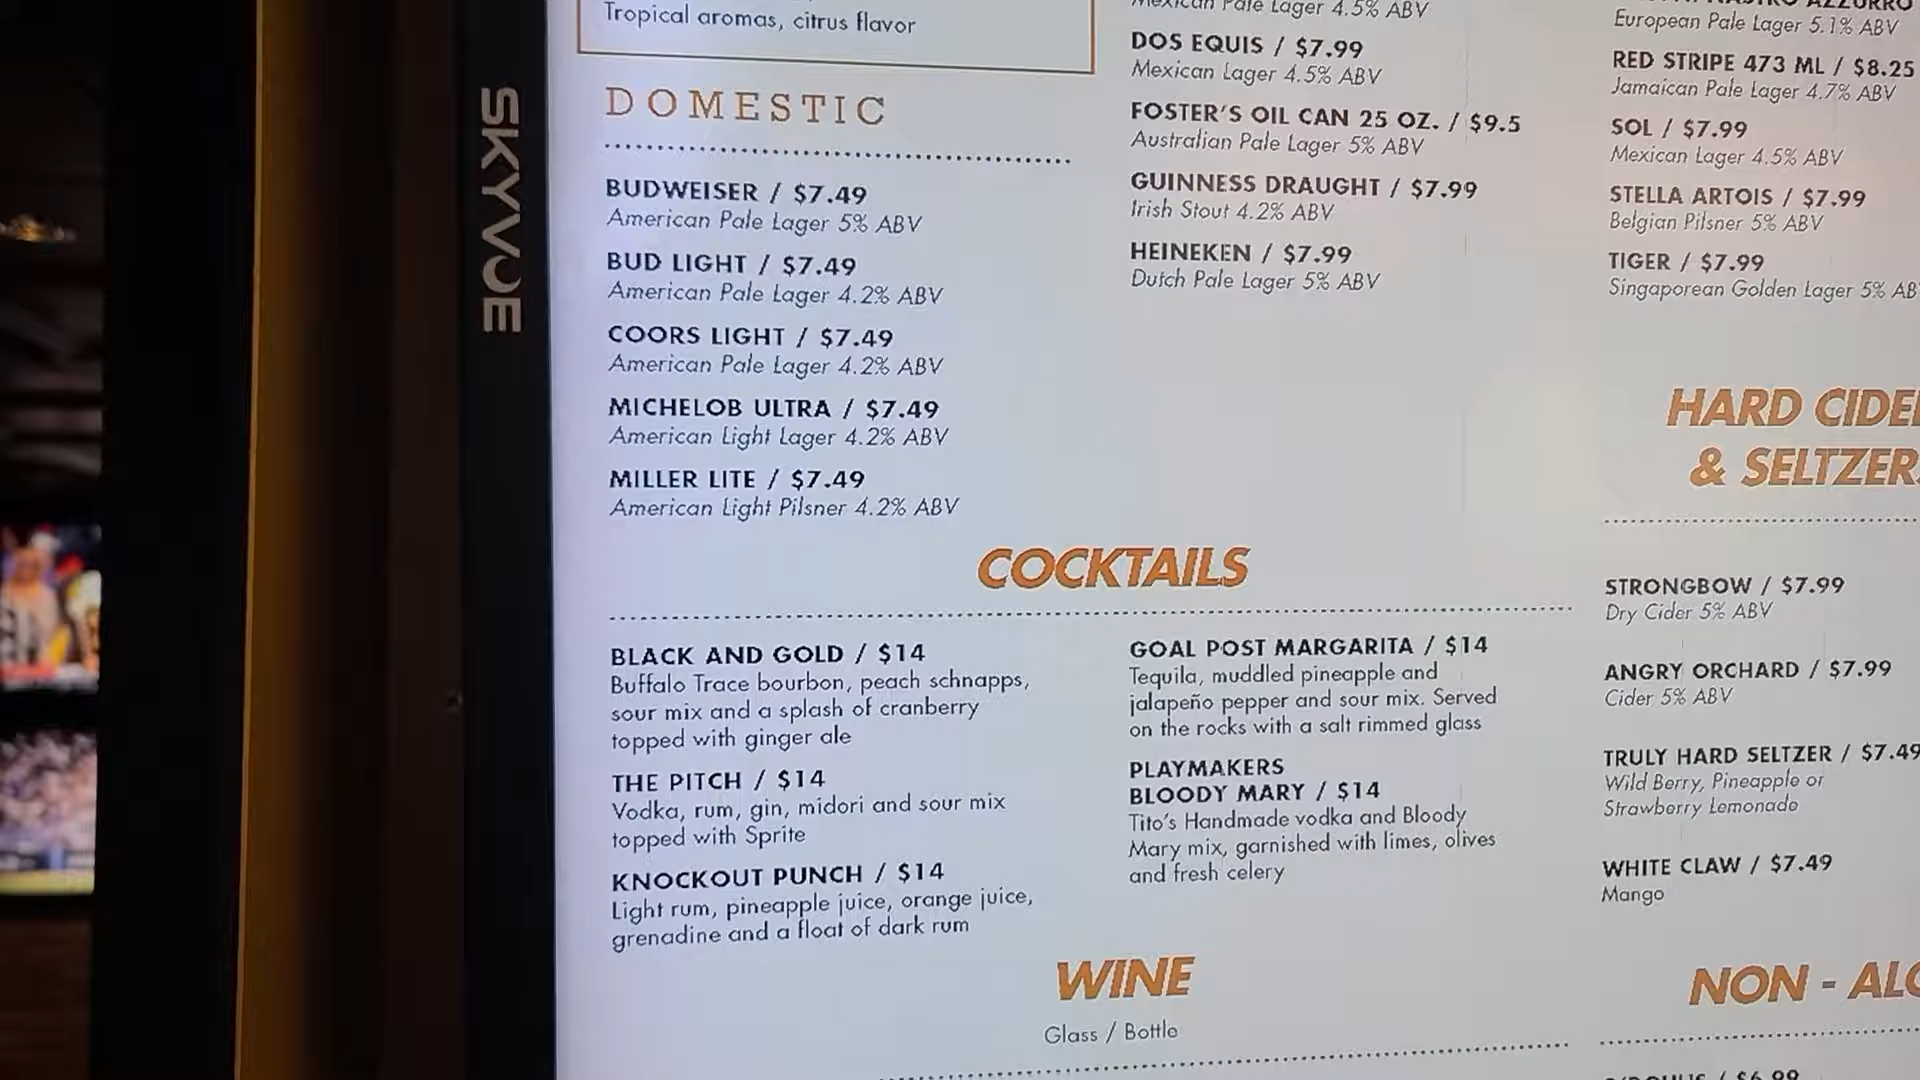 SKYVUE
Tropical aromas, citrus flavor
DOMESTIC
BUDWEISER / $7.49
American Pale Lager 5% ABV
BUD LIGHT / $7.49
American Pale Lager 4.2% ABV
COORS LIGHT / $7.49
American Pale Lager 4.2% ABV
MICHELOB ULTRA / $7.49
American Light Lager 4.2% ABV
MILLER LITE / $7.49
American Light Pilsner 4.2% ABV
Mexican Pale Lager 4.5% ABV
DOS EQUIS / $7.99
Mexican Lager 4.5% ABV
FOSTER'S OIL CAN 25 OZ. / $9.5
Australian Pale Lager 5% ABV
GUINNESS DRAUGHT / $7.99
Irish Stout 4.2% ABV
HEINEKEN / $7.99
Dutch Pale Lager 5% ABV
AZZURRO
European Pale Lager 5.1% ABV
RED STRIPE 473 ML / $8.25
Jamaican Pale Lager 4.7% ABV
SOL / $7.99
Mexican Lager 4.5% ABV
STELLA ARTOIS / $7.99
Belgian Pilsner 5% ABV
TIGER / $7.99
Singaporean Golden Lager 5% AB
COCKTAILS
BLACK AND GOLD / $14
Buffalo Trace bourbon, peach schnapps,
sour mix and a splash of cranberry
topped with ginger ale
THE PITCH / $14
Vodka, rum, gin, midori and sour mix
topped with Sprite
KNOCKOUT PUNCH / $14
Light rum, pineapple juice, orange juice,
grenadine and a float of dark rum
GOAL POST MARGARITA / $14
Tequila, muddled pineapple and
jalapeño pepper and sour mix. Served
on the rocks with a salt rimmed glass
PLAYMAKERS
BLOODY MARY / $14
Tito's Handmade vodka and Bloody
Mary mix, garnished with limes, olives
and fresh celery
HARD CIDE
& SELTZER
STRONGBOW / $7.99
Dry Cider 5% ABV
ANGRY ORCHARD / $7.99
Cider 5% ABV
TRULY HARD SELTZER / $7.49
Wild Berry, Pineapple or
Strawberry Lemonade
WHITE CLAW / $7.49
Mango
WINE
Glass / Bottle
NON - ALC
/ $6.99